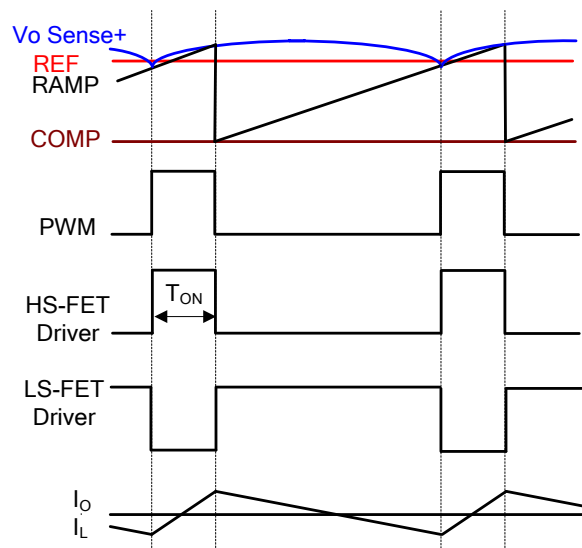 Vo Sense+
REF
RAMP
COMP
PWM
HS-FET
Driver
TON
LS-FET
Driver
IO
IL